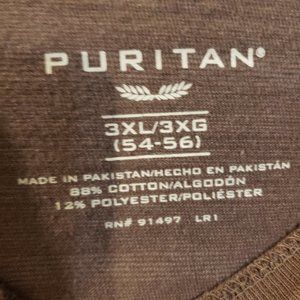 PURITAN®
3XL/3XG
(54-56)
MADE IN PAKISTAN/HECHO EN PAKISTÁN
88% COTTON/ALGODÓN
12% POLYESTER/POLIÉSTER
RN# 91497 LR1